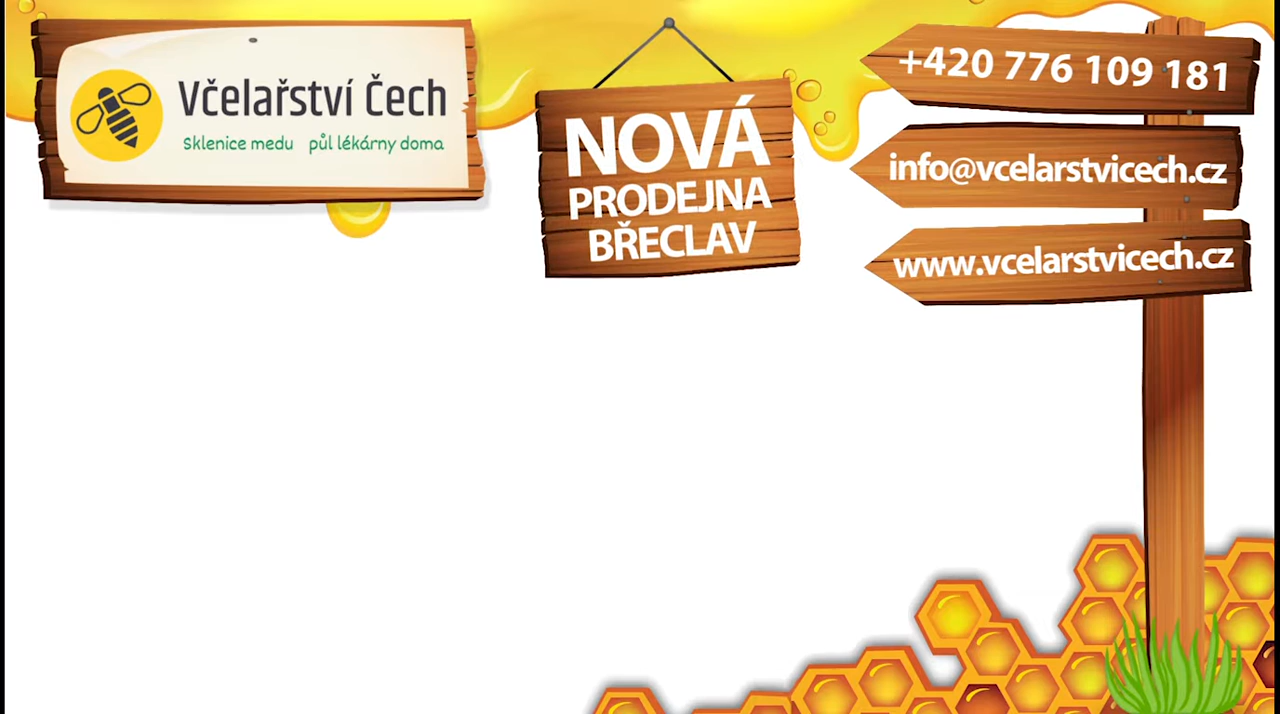 Včelařství Čech
Sklenice medu půl lékárny doma
NOVÁ
PRODEJNA
BŘECLAV
+420 776 109 181
info@vcelarstvicech.cz
www.vcelarstvicech.cz